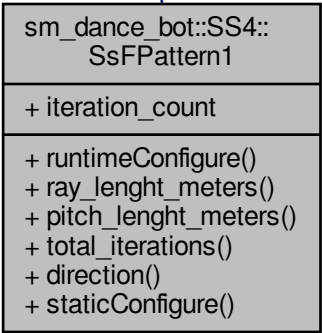 sm_dance_bot::SS4::
SsFPattern1
+ iteration_count
+ runtimeConfigure()
+ ray_lenght_meters()
+ pitch_lenght_meters()
+ total_iterations()
+ direction()
+ staticConfigure()